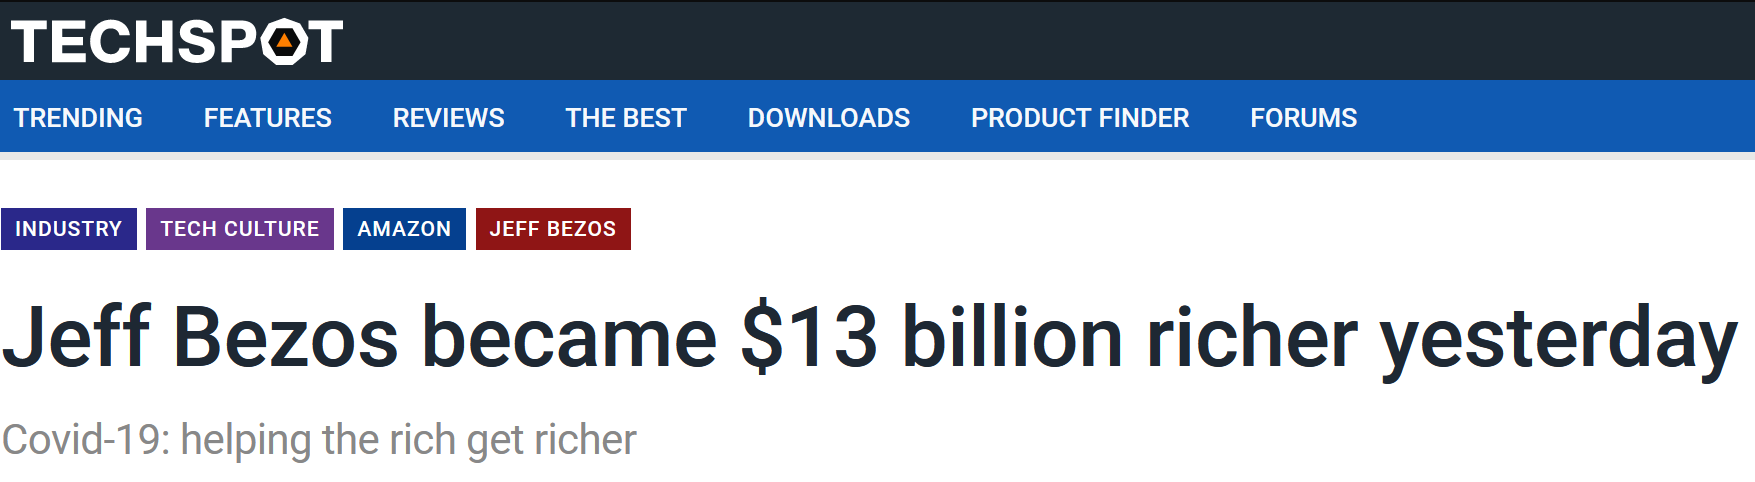 TECHSPOT
TRENDING FEATURES REVIEWS THE BEST DOWNLOADS PRODUCT FINDER FORUMS
INDUSTRY TECH CULTURE AMAZON JEFF BEZOS
Jeff Bezos became $13 billion richer yesterday
Covid-19: helping the rich get richer